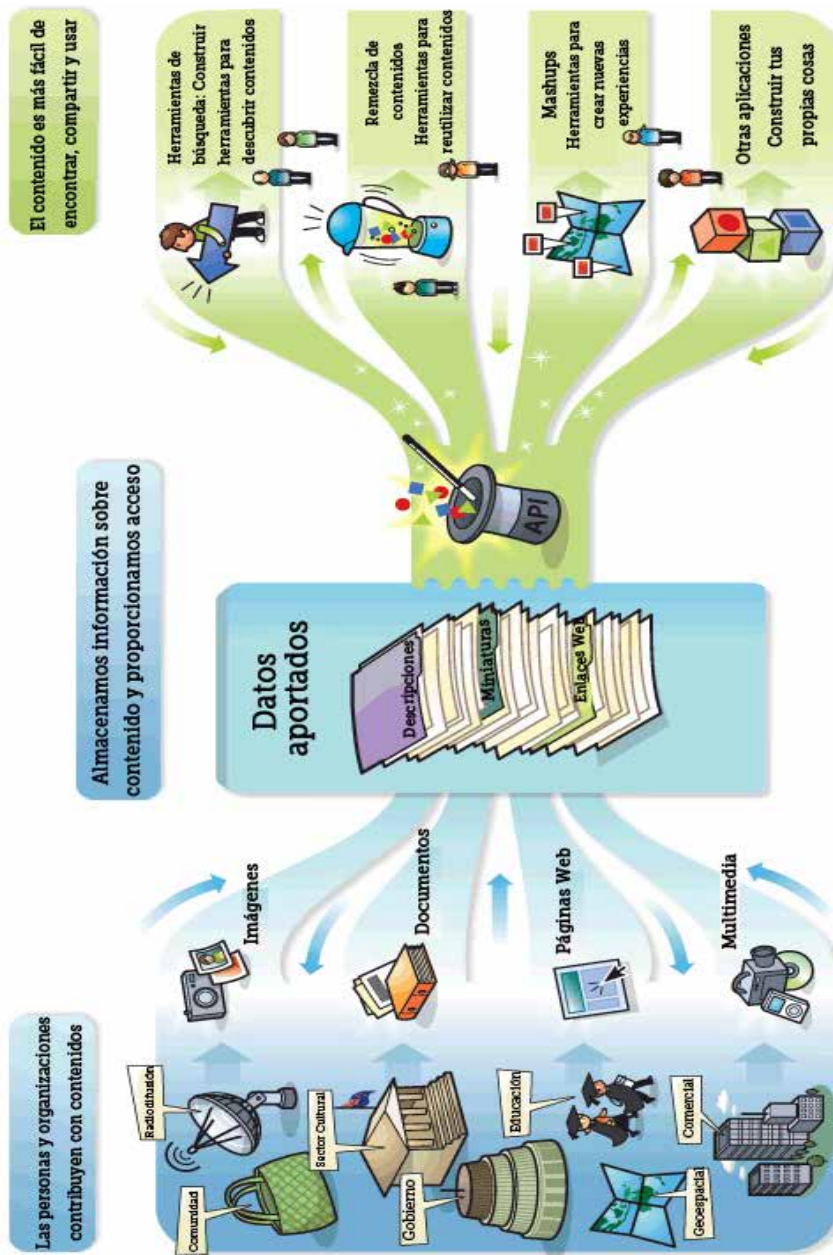 Las personas y organizaciones
contribuyen con contenidos
Comunidad
Radiodifusión
Sector Cultural
Gobierno
Educación
Geoespacial
Comercial
Imágenes
Documentos
Páginas Web
Multimedia
Almacenamos información sobre
contenido y proporcionamos acceso
Datos
aportados
Descripciones
Miniaturas
Enlaces Web
API
El contenido es más fácil de
encontrar, compartir y usar
Herramientas de
búsqueda: Construir
herramientas para
descubrir contenidos
Remezcla de
contenidos
Herramientas para
reutilizar contenidos
Mashups
Herramientas para
crear nuevas
experiencias
Otras aplicaciones
Construir tus
propias cosas